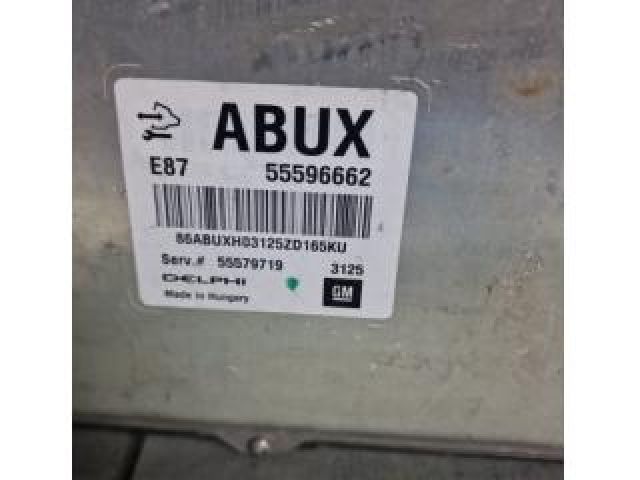 ABUX
E87 55596662
86ABUXH03125ZD165KU
Serv.# 55579719 3125
DELPHI GM
Made in Hungary